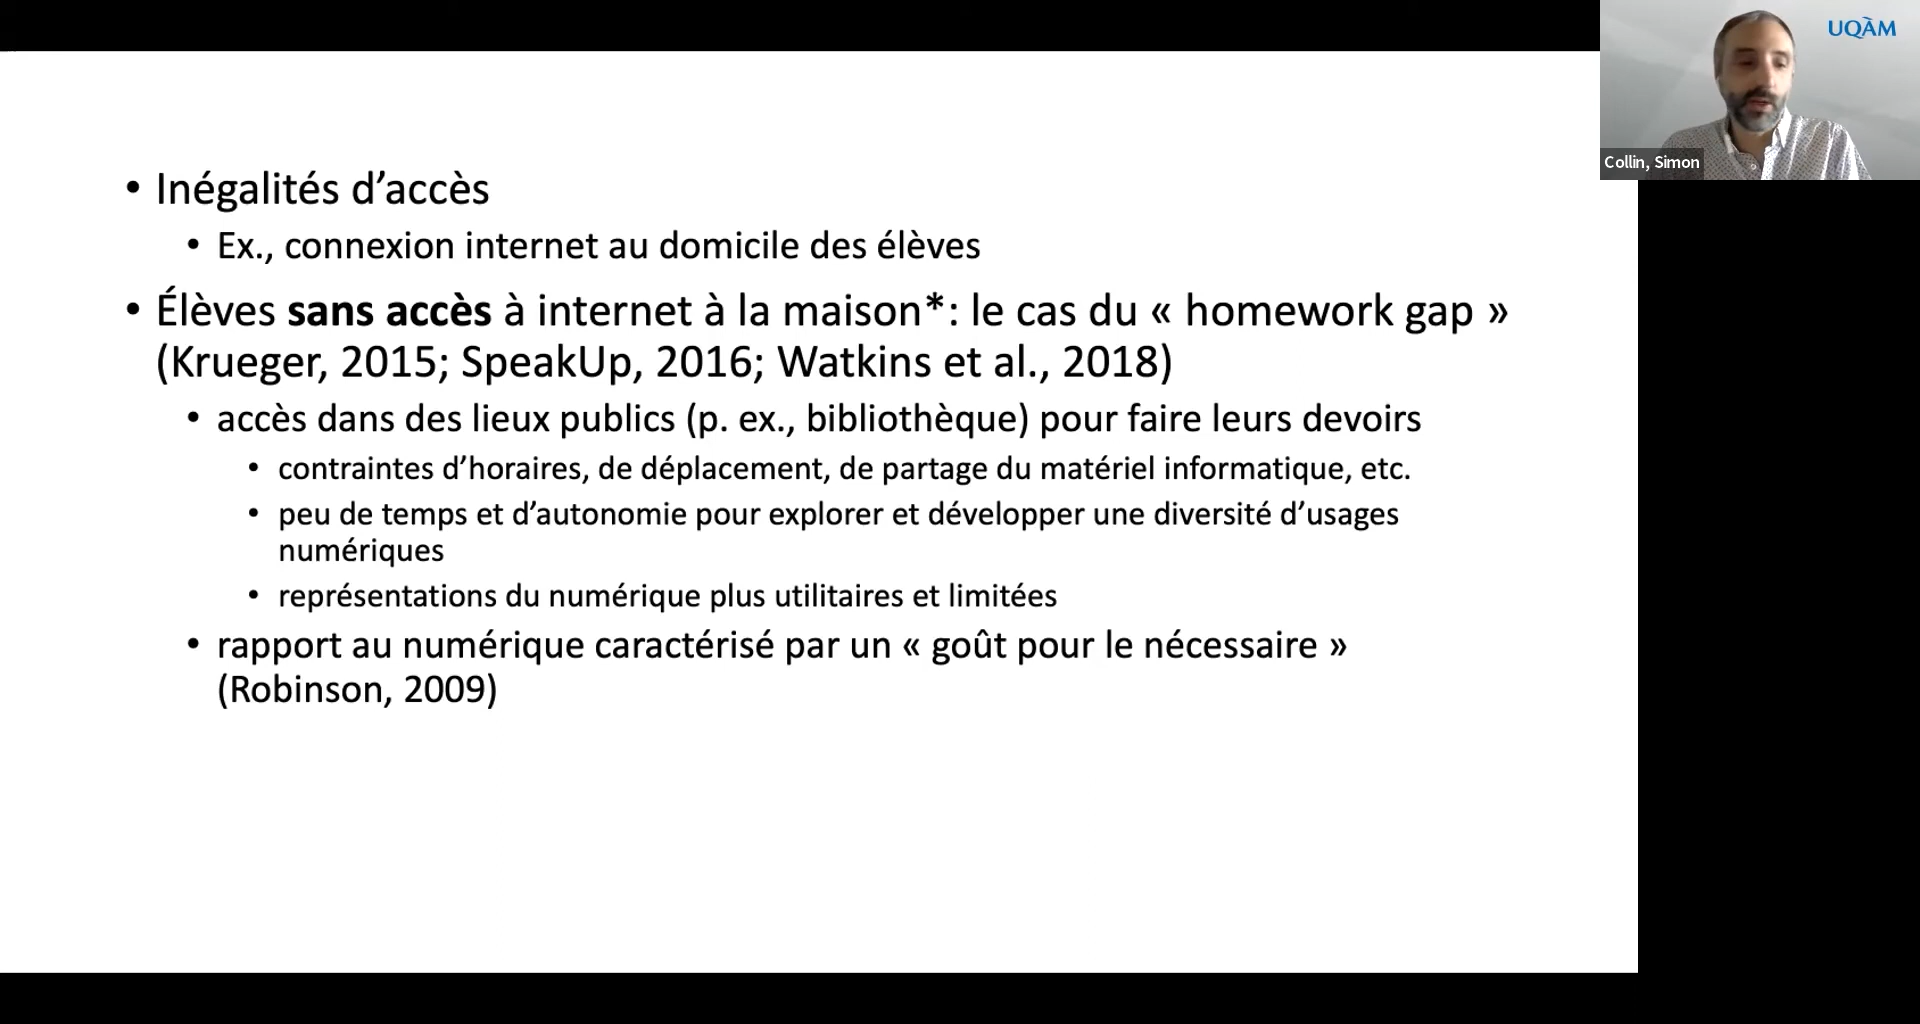 UQÀM
Collin, Simon
• Inégalités d’accès
• Ex., connexion internet au domicile des élèves
• Élèves sans accès à internet à la maison*: le cas du « homework gap »
(Krueger, 2015; SpeakUp, 2016; Watkins et al., 2018)
• accès dans des lieux publics (p. ex., bibliothèque) pour faire leurs devoirs
• contraintes d’horaires, de déplacement, de partage du matériel informatique, etc.
• peu de temps et d’autonomie pour explorer et développer une diversité d’usages
numériques
• représentations du numérique plus utilitaires et limitées
• rapport au numérique caractérisé par un « goût pour le nécessaire »
(Robinson, 2009)